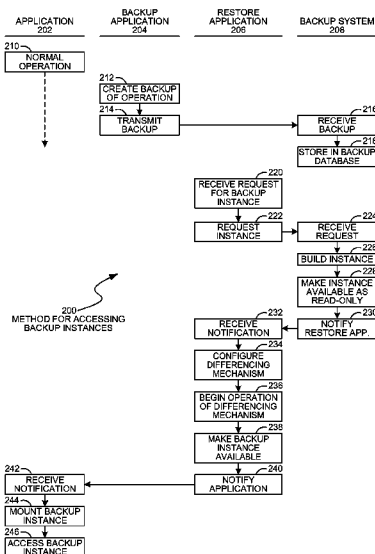 APPLICATION
202
BACKUP
APPLICATION
204
RESTORE
APPLICATION
206
BACKUP SYSTEM
208
210
NORMAL
OPERATION
212
CREATE BACKUP
OF OPERATION
214
TRANSMIT
BACKUP
216
RECEIVE
BACKUP
218
STORE IN BACKUP
DATABASE
220
RECEIVE REQUEST
FOR BACKUP
INSTANCE
222
REQUEST
INSTANCE
224
RECEIVE
REQUEST
226
BUILD INSTANCE
228
MAKE INSTANCE
AVAILABLE AS
READ-ONLY
230
NOTIFY
RESTORE APP.
200
METHOD FOR ACCESSING
BACKUP INSTANCES
232
RECEIVE
NOTIFICATION
234
CONFIGURE
DIFFERENCING
MECHANISM
236
BEGIN OPERATION
OF DIFFERENCING
MECHANISM
238
MAKE BACKUP
INSTANCE
AVAILABLE
240
NOTIFY
APPLICATION
242
RECEIVE
NOTIFICATION
244
MOUNT BACKUP
INSTANCE
246
ACCESS BACKUP
INSTANCE